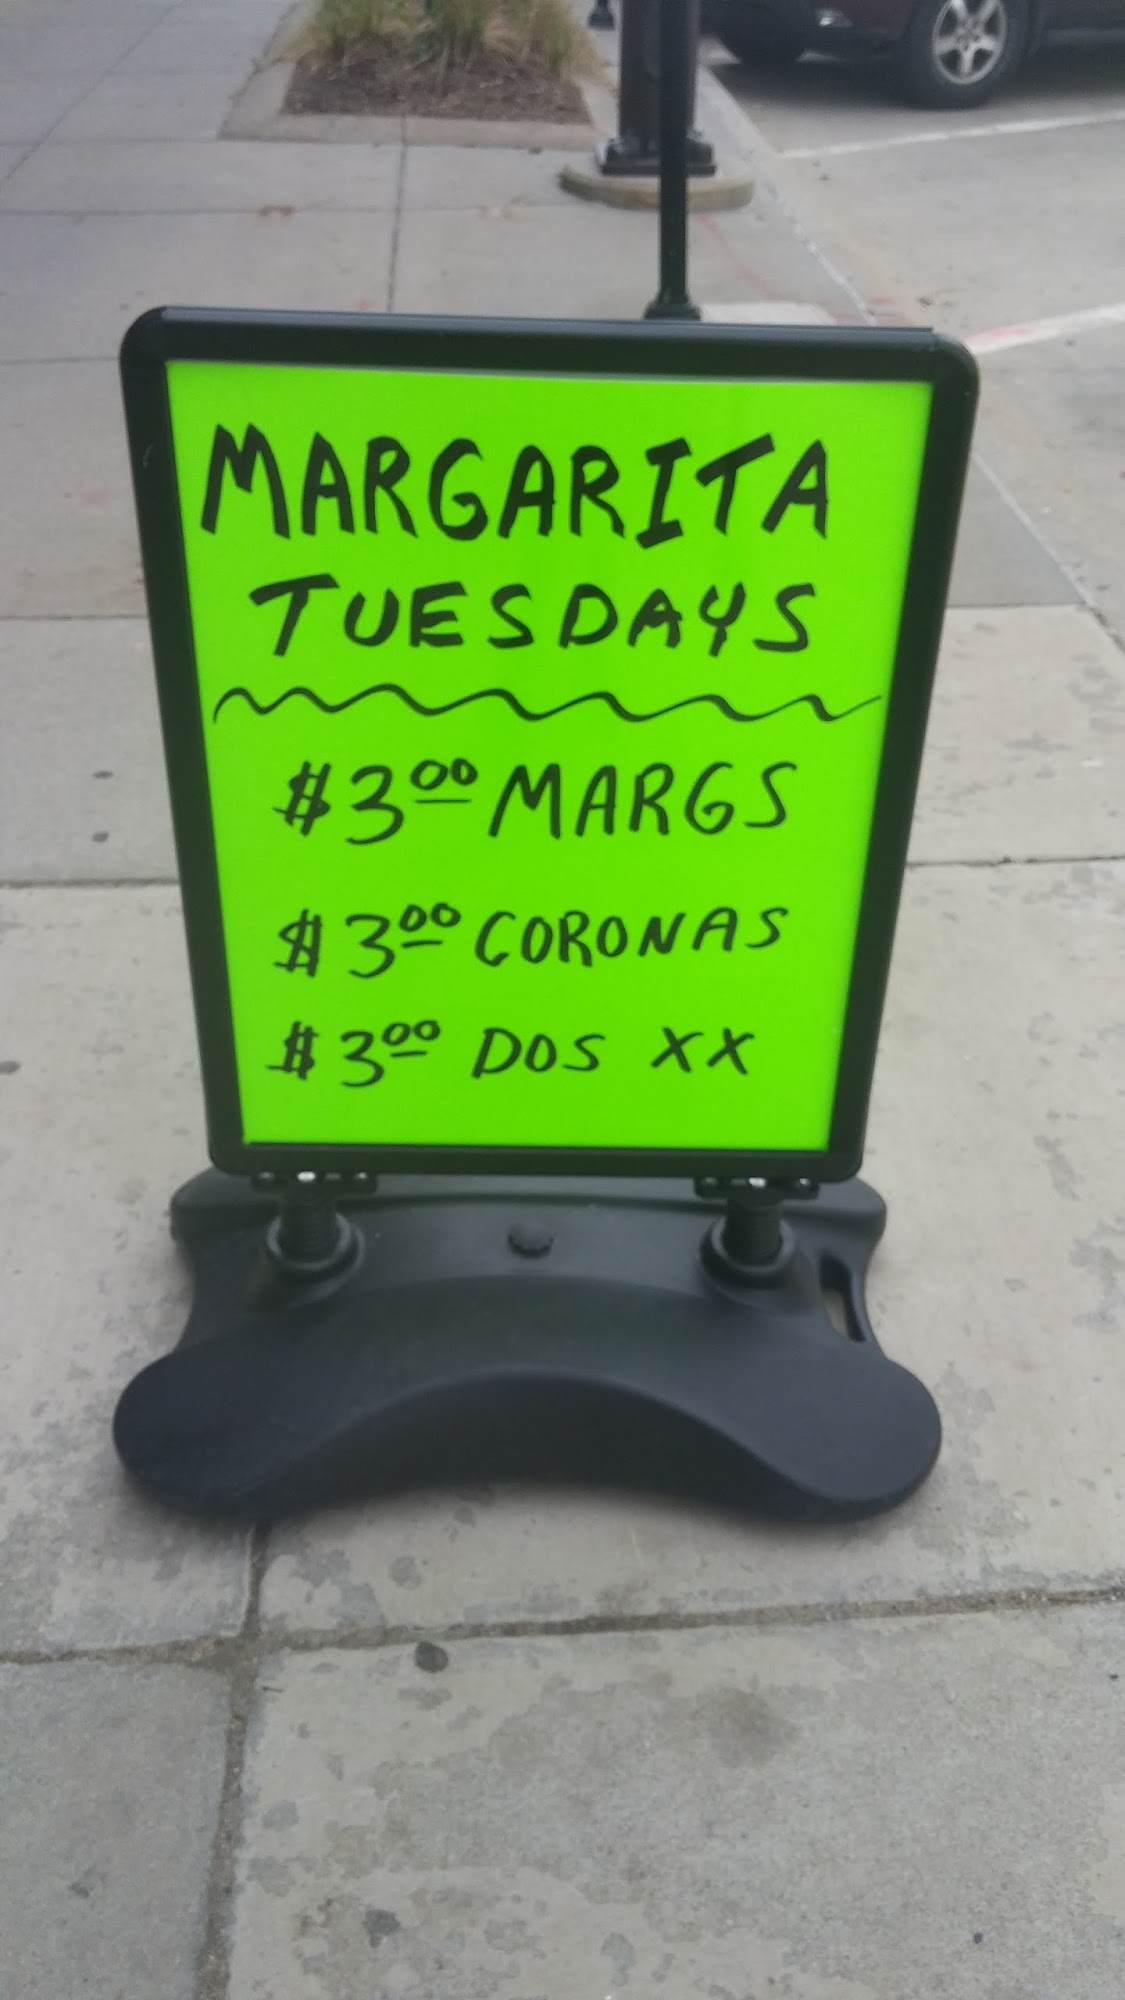 MARGARITA
TUESDAYS
$3.00 MARGS
$3.00 CORONAS
$3.00 DOS XX